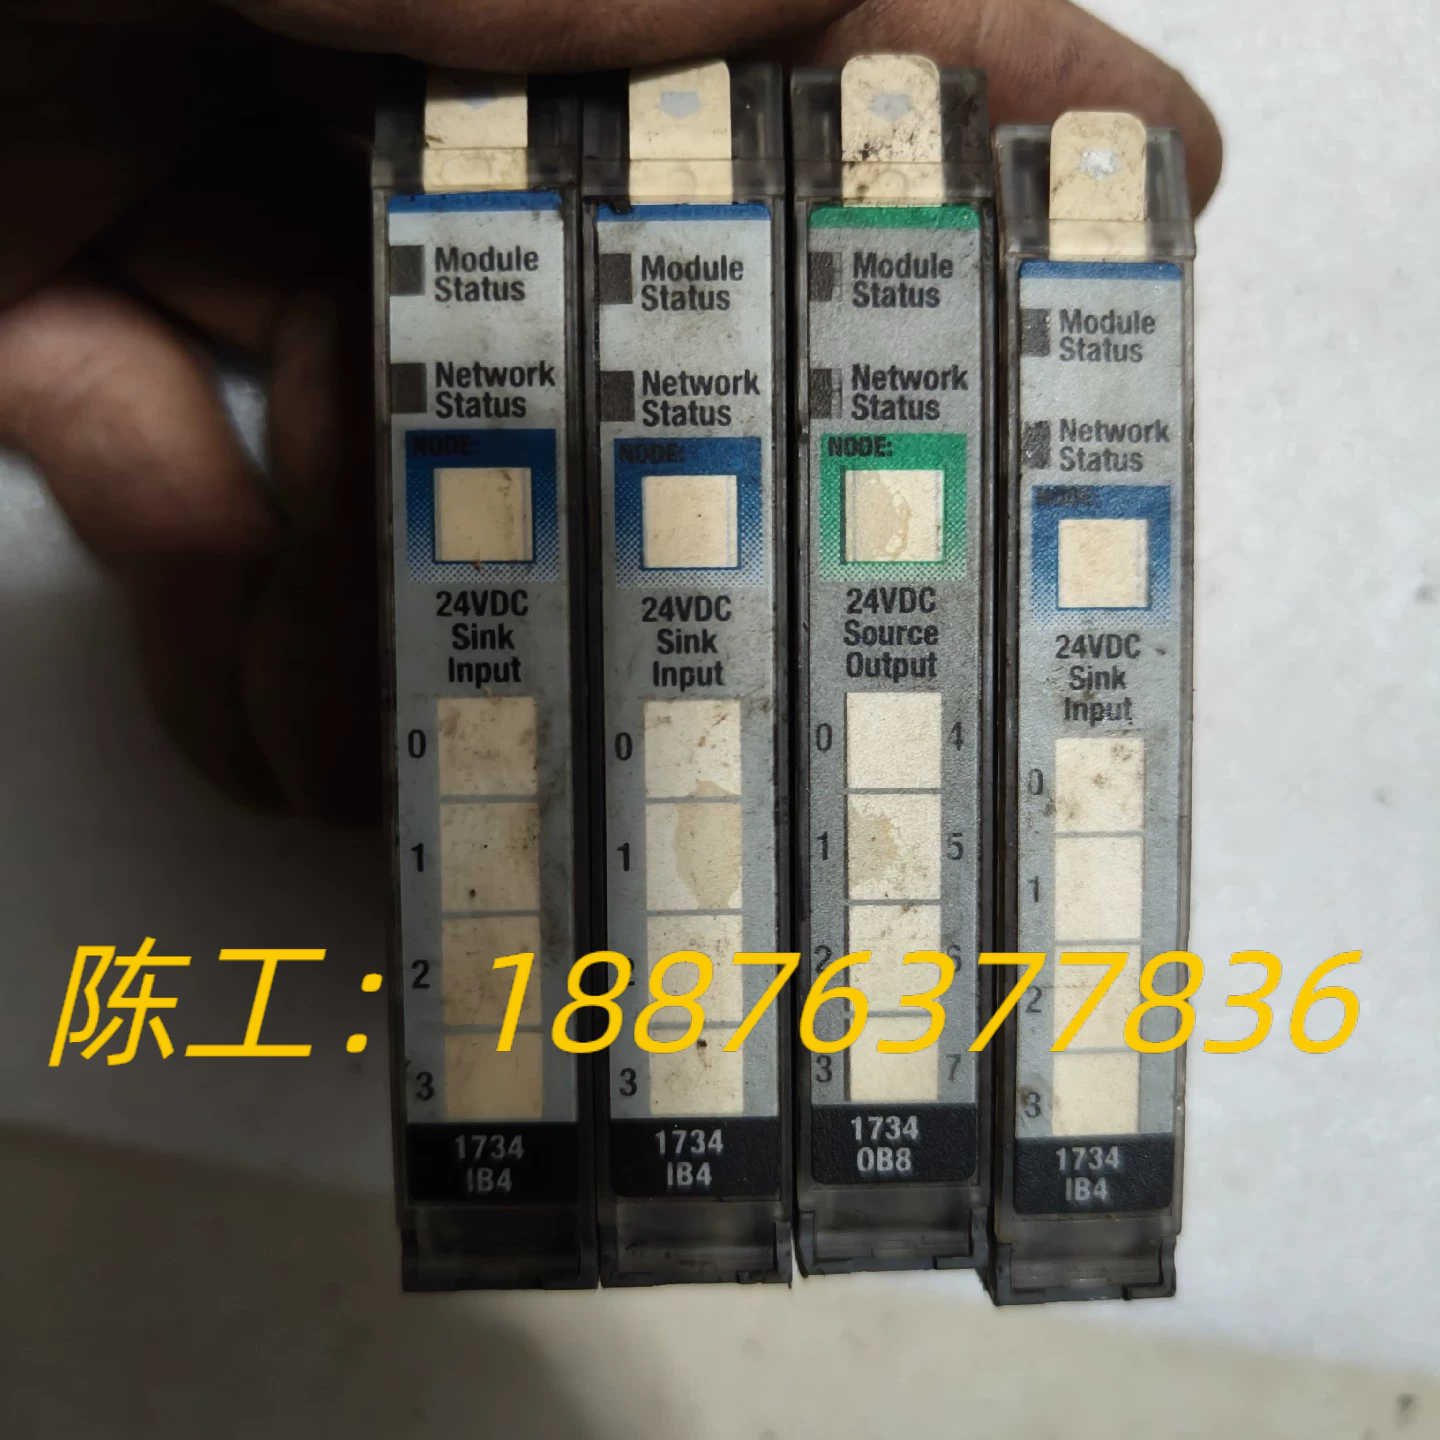 Module
Status
Network
Status
NODE:
24VDC
Sink
Input
0
1
2
3
1734
IB4
Module
Status
Network
Status
NODE:
24VDC
Sink
Input
0
1
3
1734
IB4
Module
Status
Network
Status
NODE:
24VDC
Source
Output
0 4
1 5
2 6
3 7
1734
OB8
Module
Status
Network
Status
NODE:
24VDC
Sink
Input
0
1
2
3
1734
IB4
陈工：18876377836